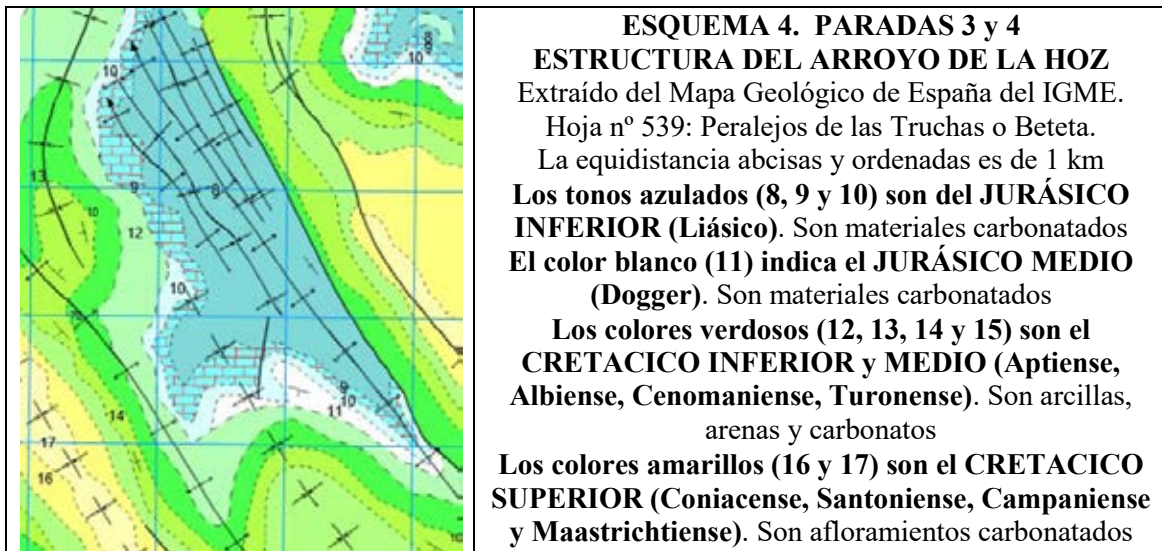 ESQUEMA 4. PARADAS 3 y 4
ESTRUCTURA DEL ARROYO DE LA HOZ
Extraído del Mapa Geológico de España del IGME.
Hoja nº 539: Peralejos de las Truchas o Beteta.
La equidistancia abcisas y ordenadas es de 1 km
Los tonos azulados (8, 9 y 10) son del JURÁSICO
INFERIOR (Liásico). Son materiales carbonatados
El color blanco (11) indica el JURÁSICO MEDIO
(Dogger). Son materiales carbonatados
Los colores verdosos (12, 13, 14 y 15) son el
CRETACICO INFERIOR y MEDIO (Aptiense,
Albiense, Cenomaniense, Turonense). Son arcillas,
arenas y carbonatos
Los colores amarillos (16 y 17) son el CRETACICO
SUPERIOR (Coniacense, Santoniense, Campaniense
y Maastrichtiense). Son afloramientos carbonatados
10
10
13
9
8
10
12
10
9
10
11
14
17
16